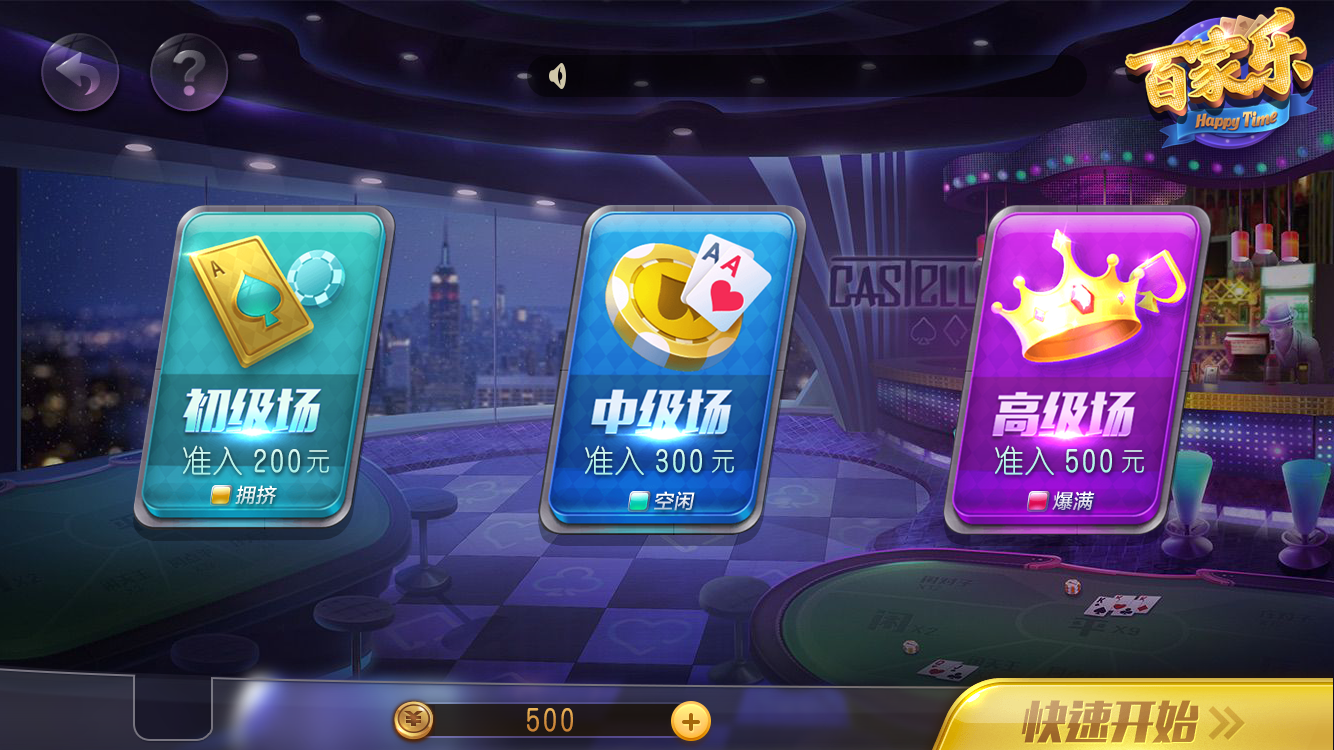 百家乐
Happy Time
CASTELL
A
初级场
准入 200元
拥挤
A A
中级场
准入 300元
空闲
高级场
准入 500元
爆满
¥ 500 +
快速开始